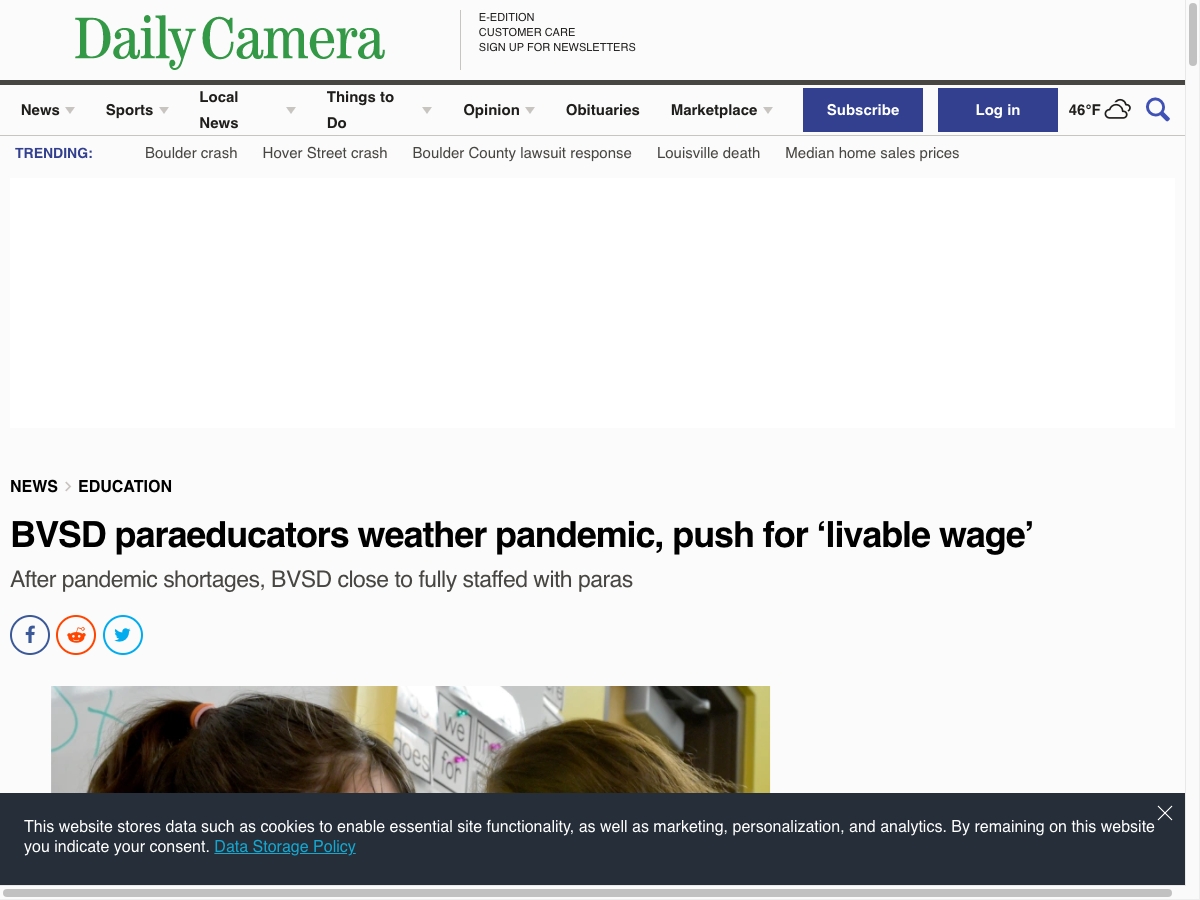 Daily Camera
E-EDITION
CUSTOMER CARE
SIGN UP FOR NEWSLETTERS
News
Sports
Local
News
Things to
Do
Opinion
Obituaries
Marketplace
Subscribe
Log in
46°F
TRENDING:
Boulder crash
Hover Street crash
Boulder County lawsuit response
Louisville death
Median home sales prices
NEWS > EDUCATION
BVSD paraeducators weather pandemic, push for ‘livable wage’
After pandemic shortages, BVSD close to fully staffed with paras
we
goes
for
This website stores data such as cookies to enable essential site functionality, as well as marketing, personalization, and analytics. By remaining on this website
you indicate your consent. Data Storage Policy